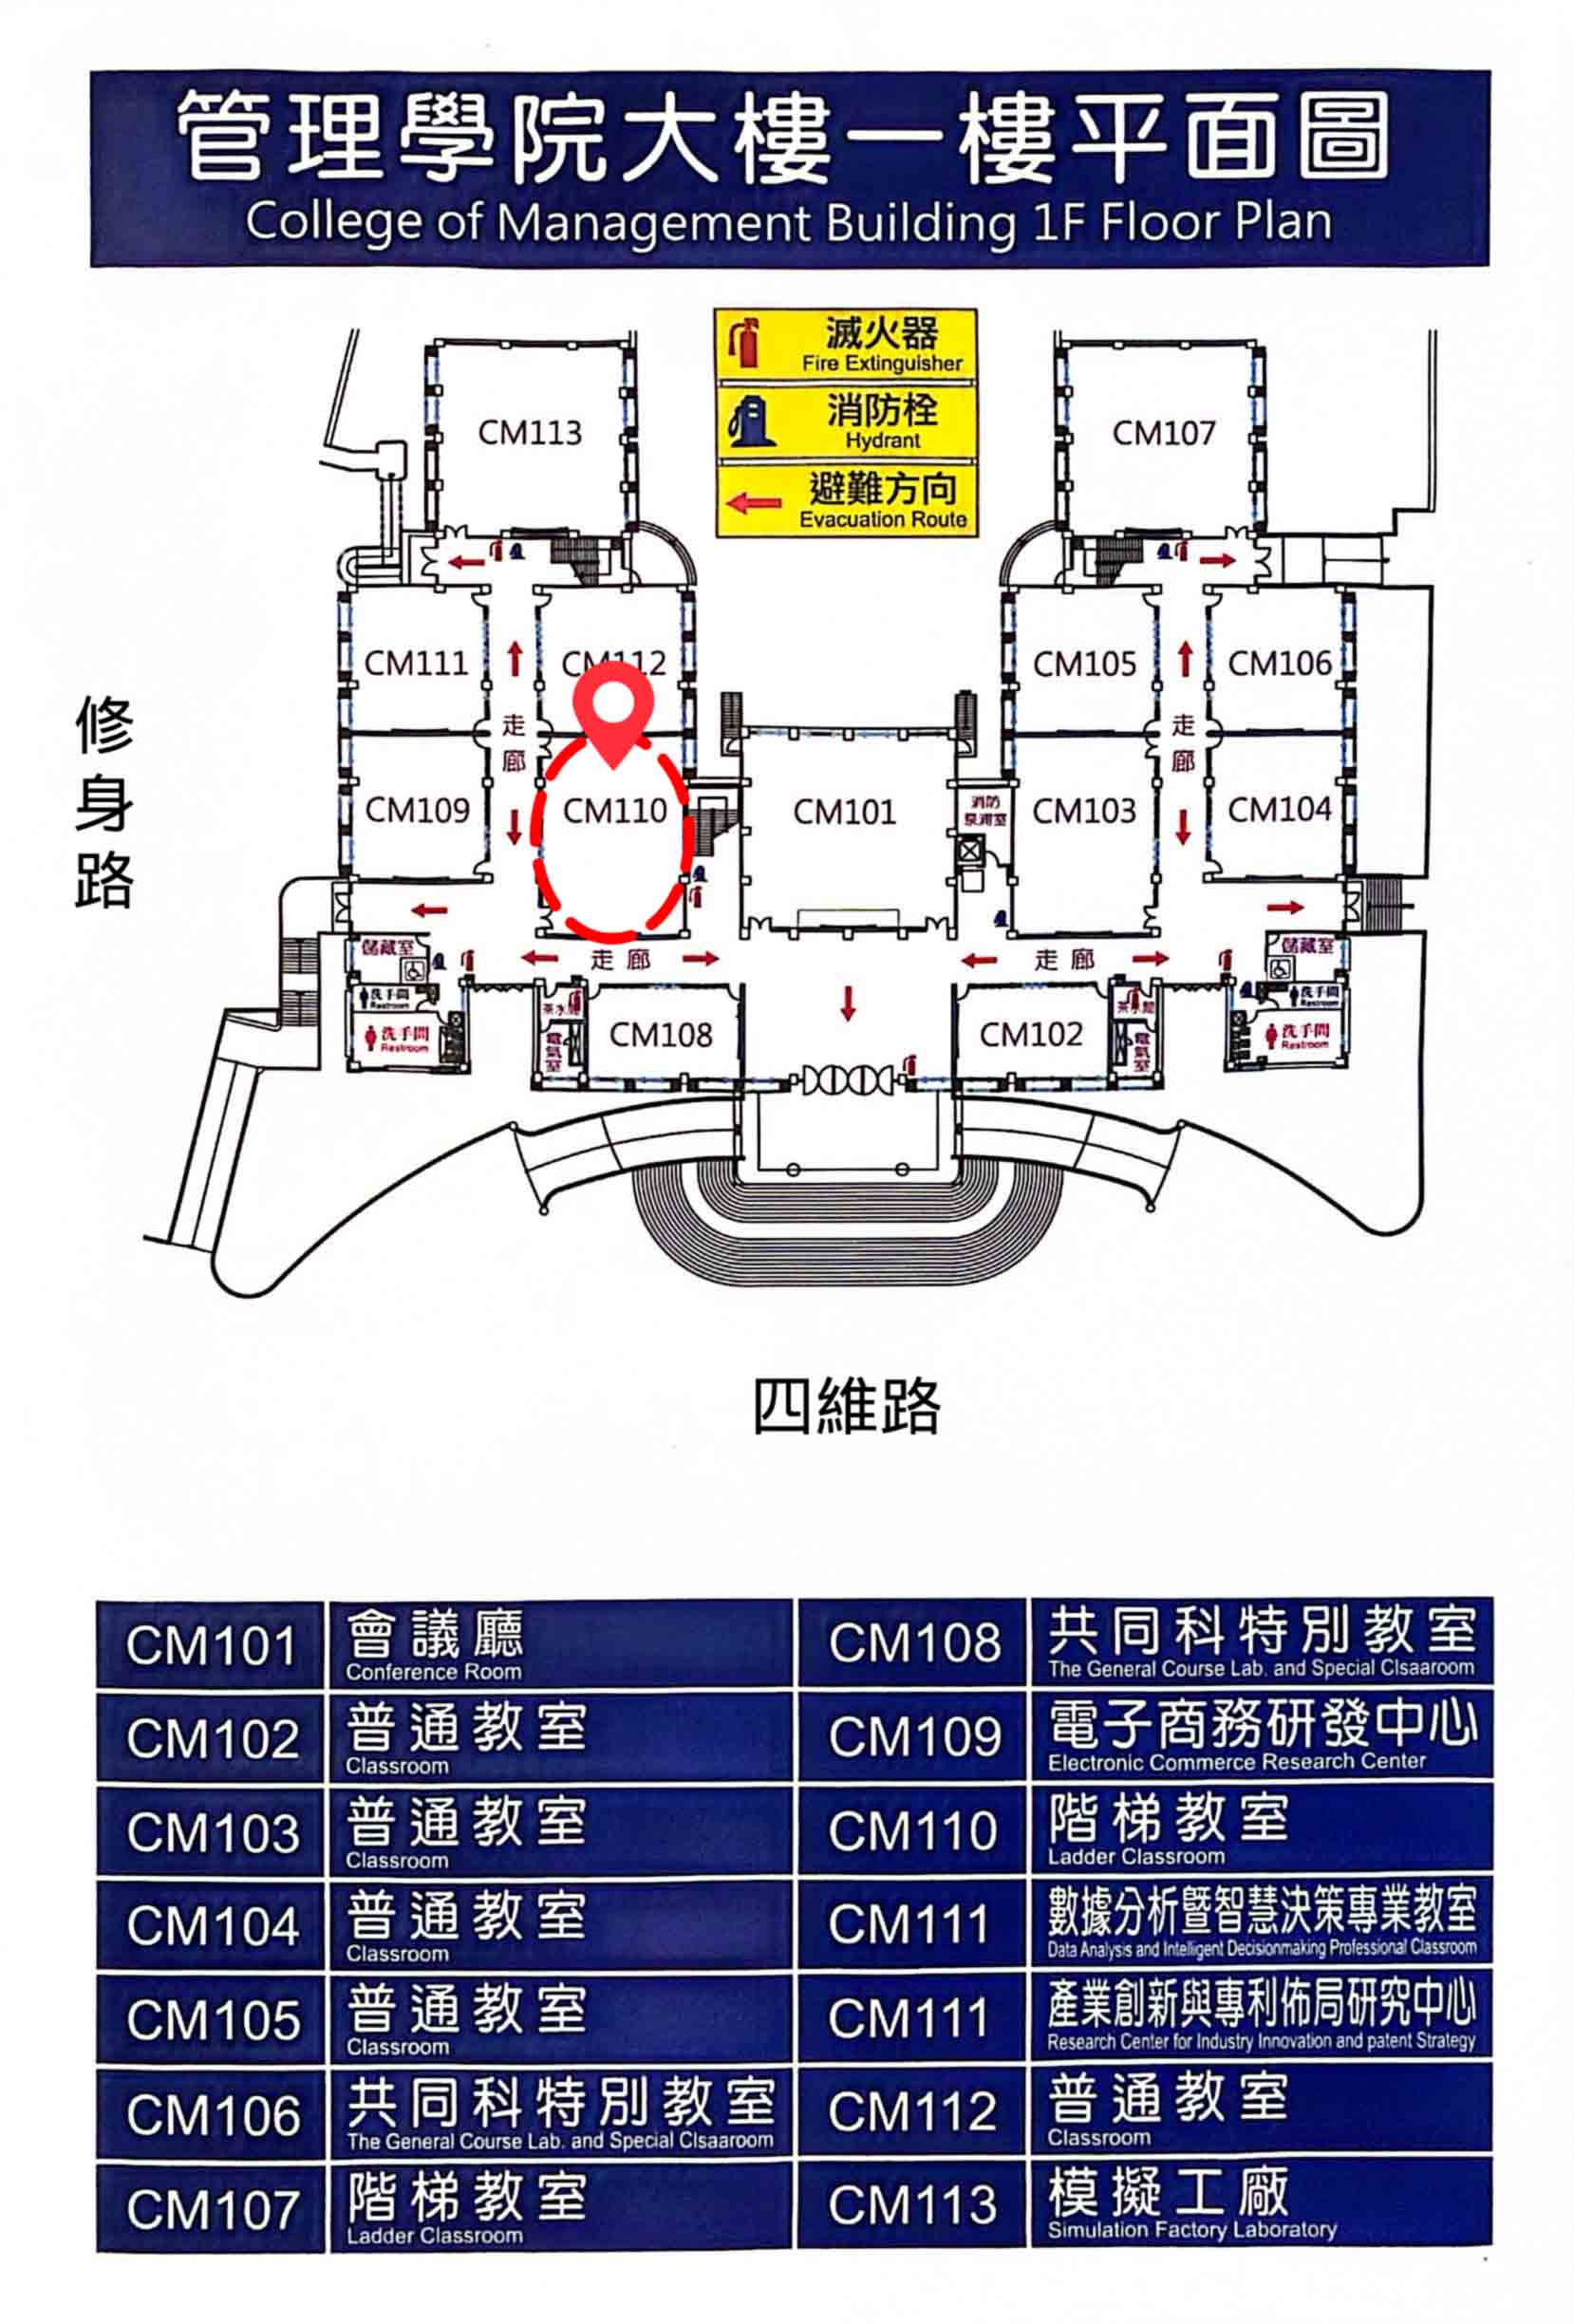 管理學院大樓一樓平面圖
College of Management Building 1F Floor Plan
滅火器
Fire Extinguisher
消防栓
Hydrant
避難方向
Evacuation Route
CM113
CM107
CM111
CM112
CM105
CM106
修身路
走廊
走廊
CM109
CM110
CM101
消防
CM103
CM104
儲藏室
走廊
走廊
儲藏室
洗手間
Restroom
洗手間
Restroom
洗手間
Restroom
洗手間
Restroom
電氣室
CM108
CM102
電氣室
四維路
CM101
會議廳
Conference Room
CM108
共同科特別教室
The General Course Lab. and Special Clsaaroom
CM102
普通教室
Classroom
CM109
電子商務研發中心
Electronic Commerce Research Center
CM103
普通教室
Classroom
CM110
階梯教室
Ladder Classroom
CM104
普通教室
Classroom
CM111
數據分析暨智慧決策專業教室
Data Analysis and Intelligent Decisionmaking Professional Classroom
CM105
普通教室
Classroom
CM111
產業創新與專利佈局研究中心
Research Center for Industry Innovation and patent Strategy
CM106
共同科特別教室
The General Course Lab. and Special Clsaaroom
CM112
普通教室
Classroom
CM107
階梯教室
Ladder Classroom
CM113
模擬工廠
Simulation Factory Laboratory